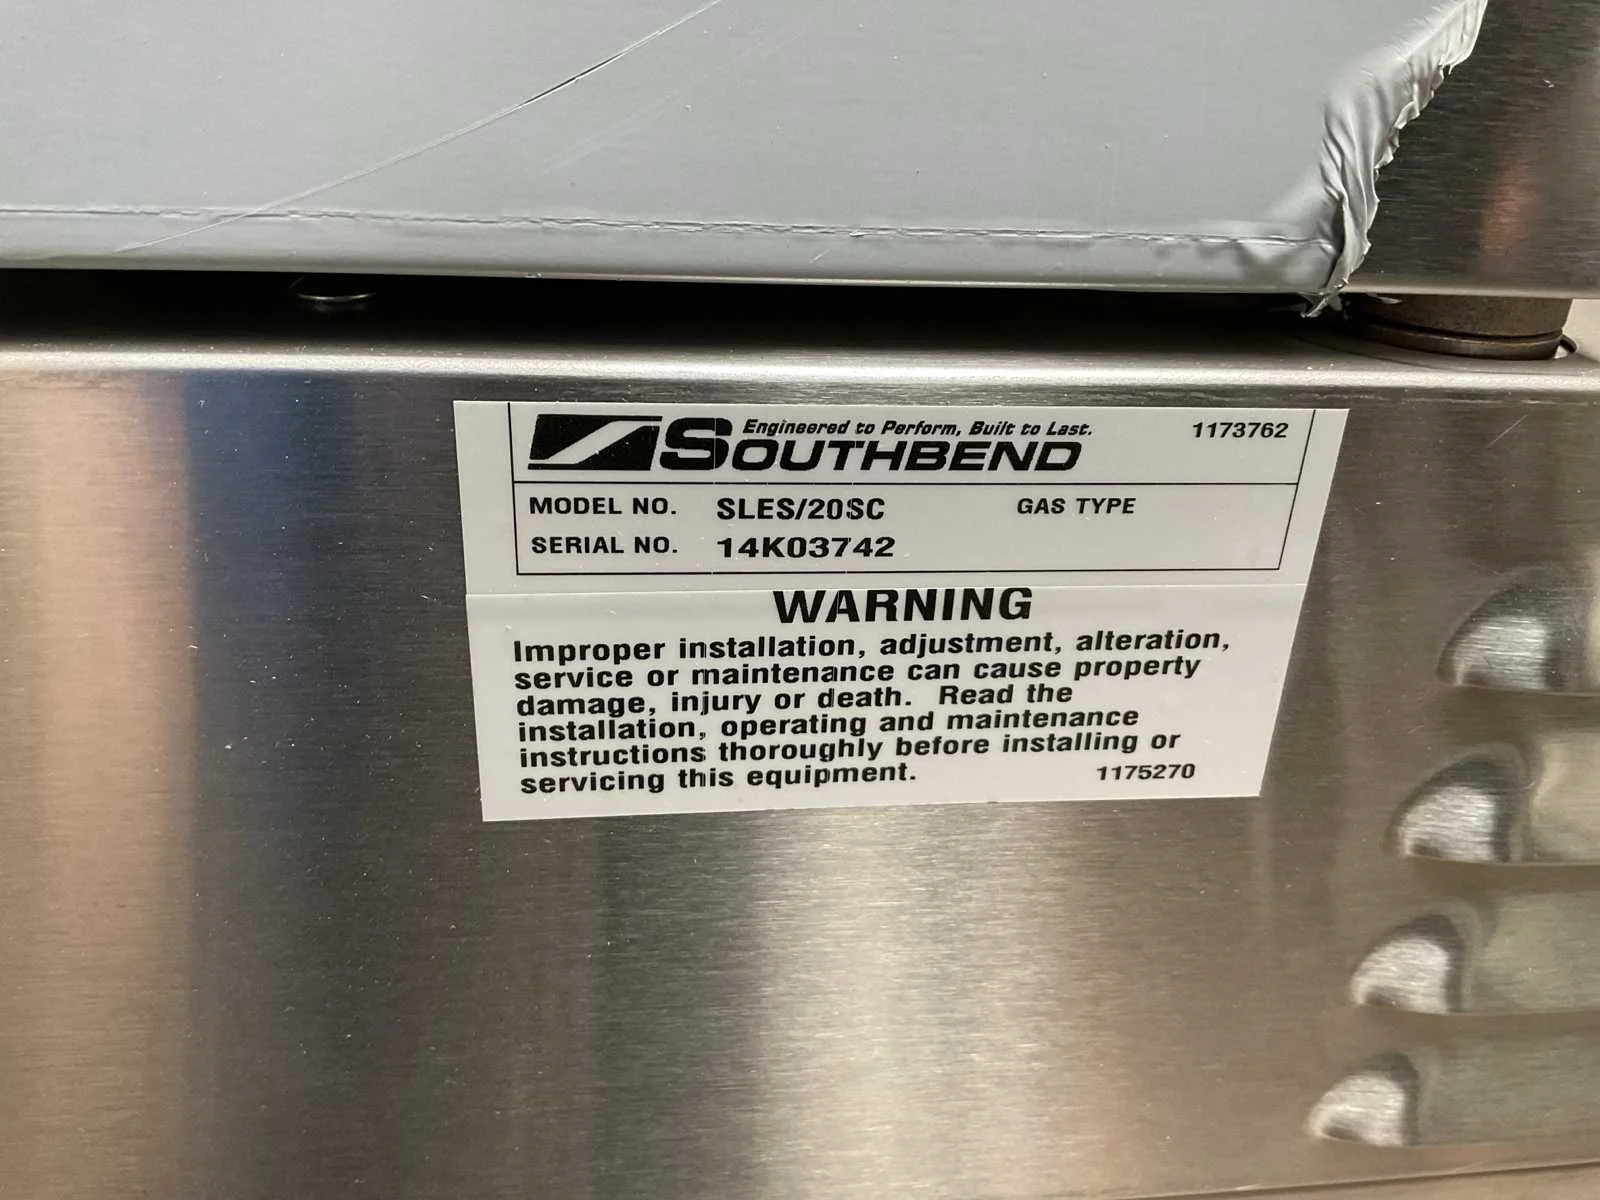 Engineered to Perform, Built to Last.
SOUTHBEND
1173762
MODEL NO. SLES/20SC GAS TYPE
SERIAL NO. 14K03742
WARNING
Improper installation, adjustment, alteration,
service or maintenance can cause property
damage, injury or death. Read the
installation, operating and maintenance
instructions thoroughly before installing or
servicing this equipment. 1175270